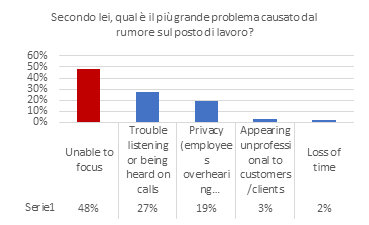 Secondo lei, qual è il più grande problema causato dal
rumore sul posto di lavoro?
60%
50%
40%
30%
20%
10%
0%
Unable to
focus
Trouble
listening
or being
heard on
calls
Privacy
(employee
s
overhearing
...
Appearing
unprofessi
onal to
customers
/clients
Loss of
time
Serie1 48% 27% 19% 3% 2%